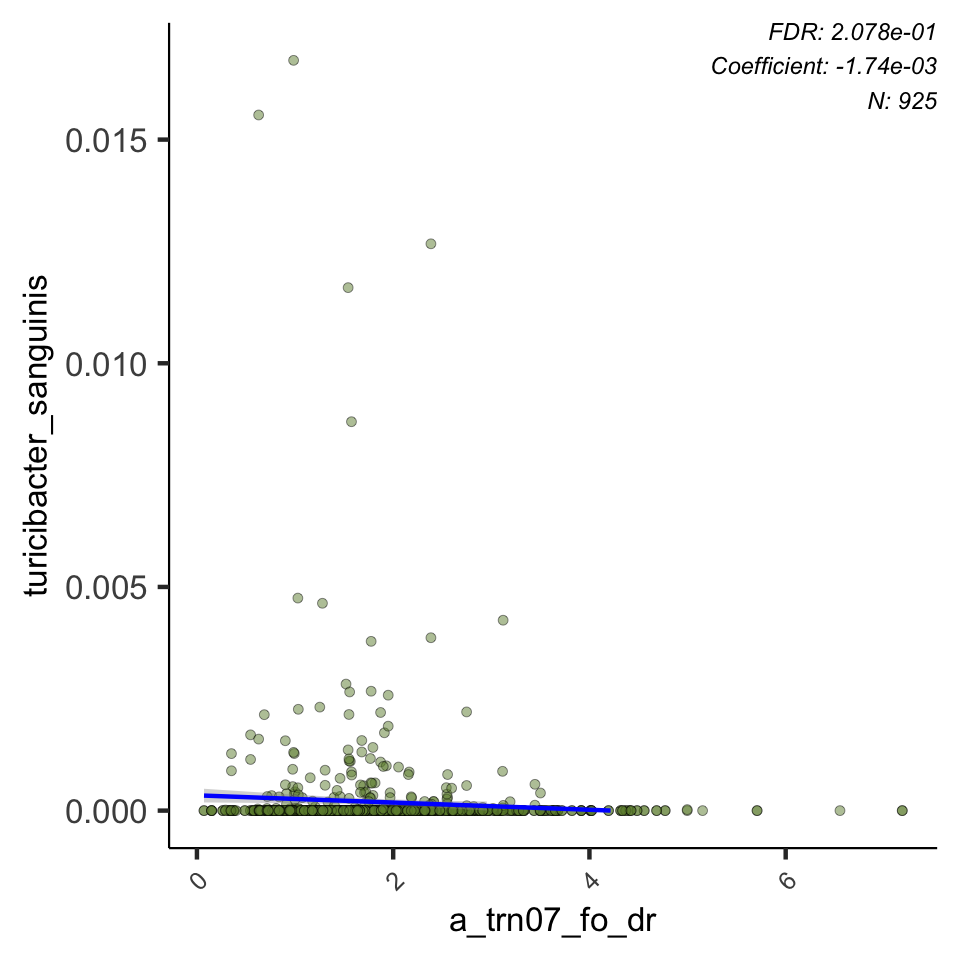 FDR: 2.078e-01
Coefficient: -1.74e-03
N: 925
turicibacter_sanguinis
0.015
0.010
0.005
0.000
0
2
4
6
a_trn07_fo_dr